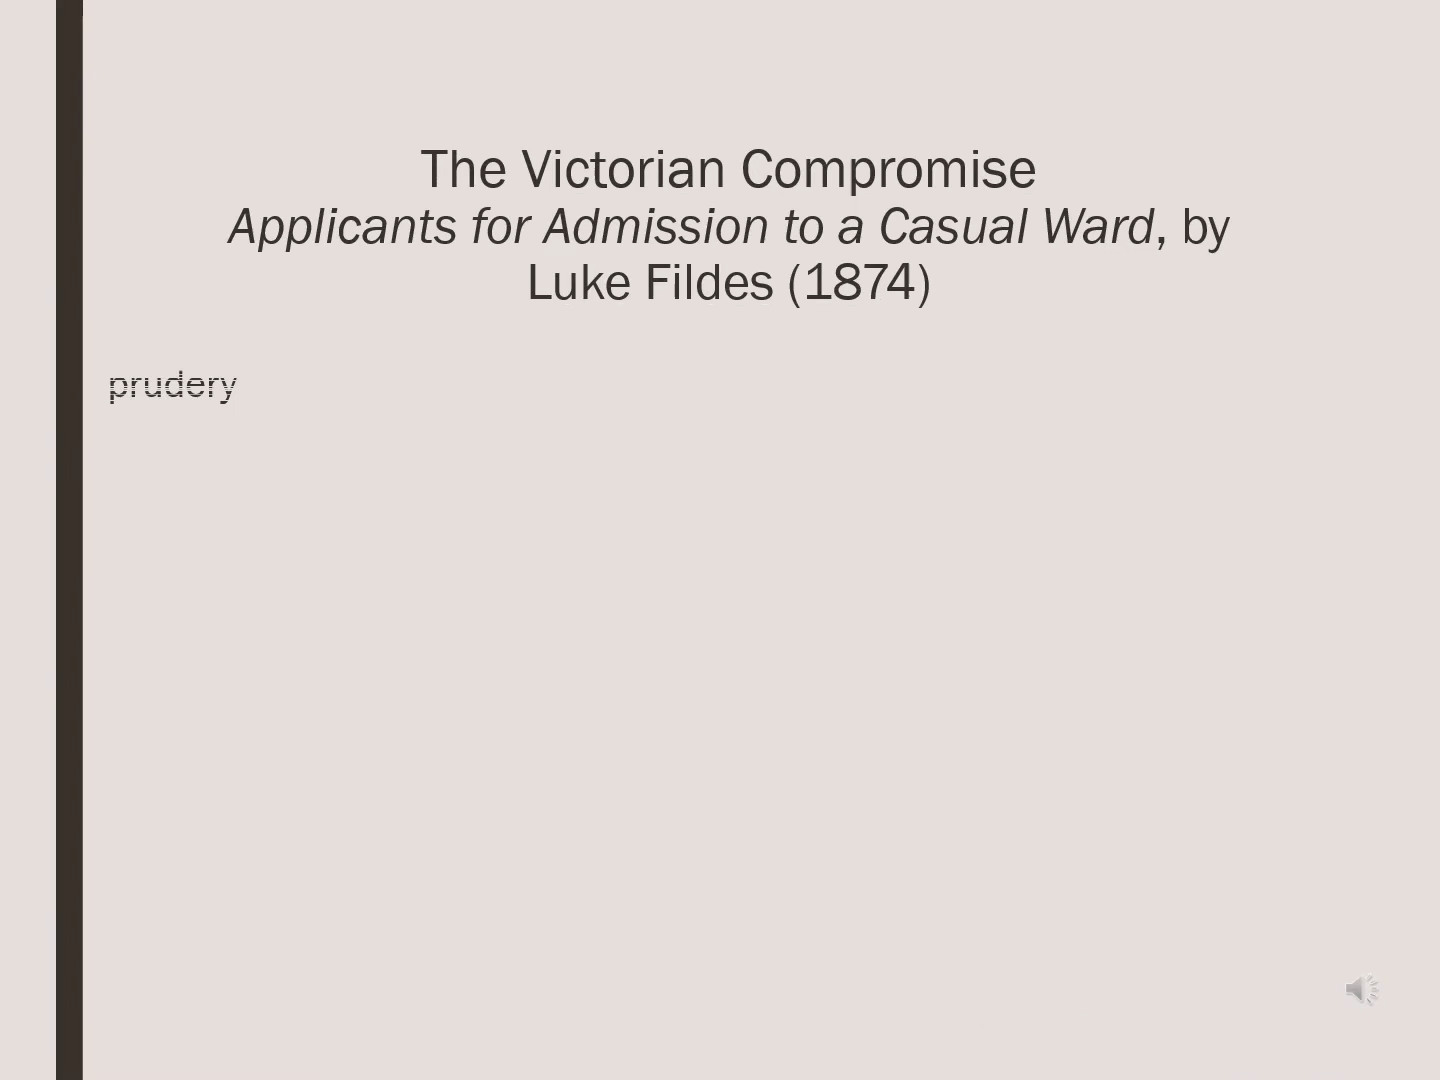 The Victorian Compromise
Applicants for Admission to a Casual Ward, by
Luke Fildes (1874)
prudery